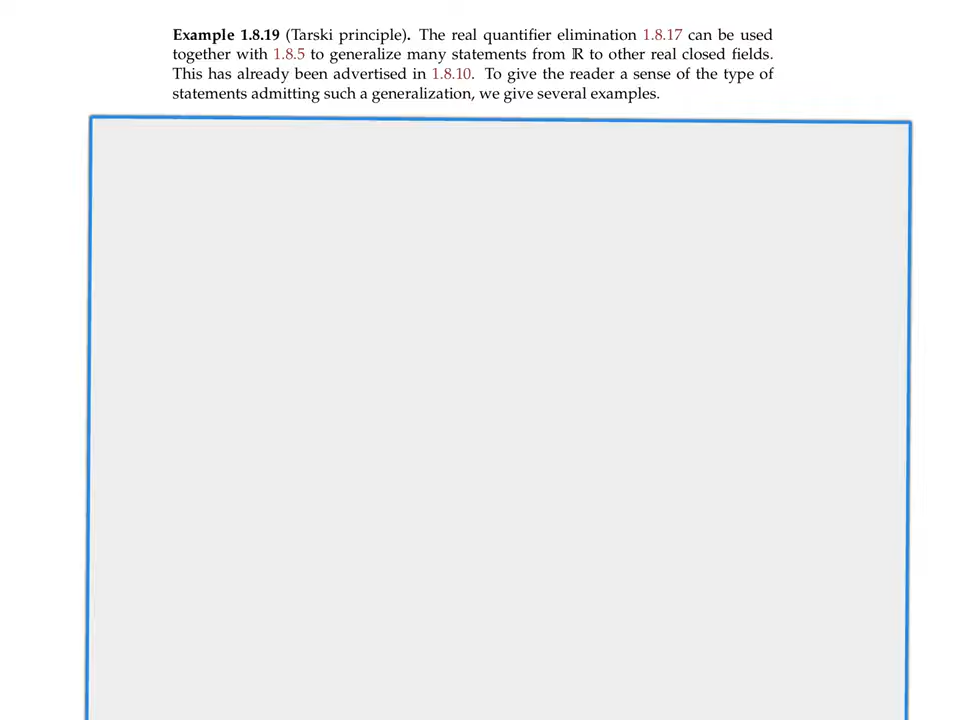 Example 1.8.19 (Tarski principle). The real quantifier elimination 1.8.17 can be used
together with 1.8.5 to generalize many statements from ℝ to other real closed fields.
This has already been advertised in 1.8.10. To give the reader a sense of the type of
statements admitting such a generalization, we give several examples.